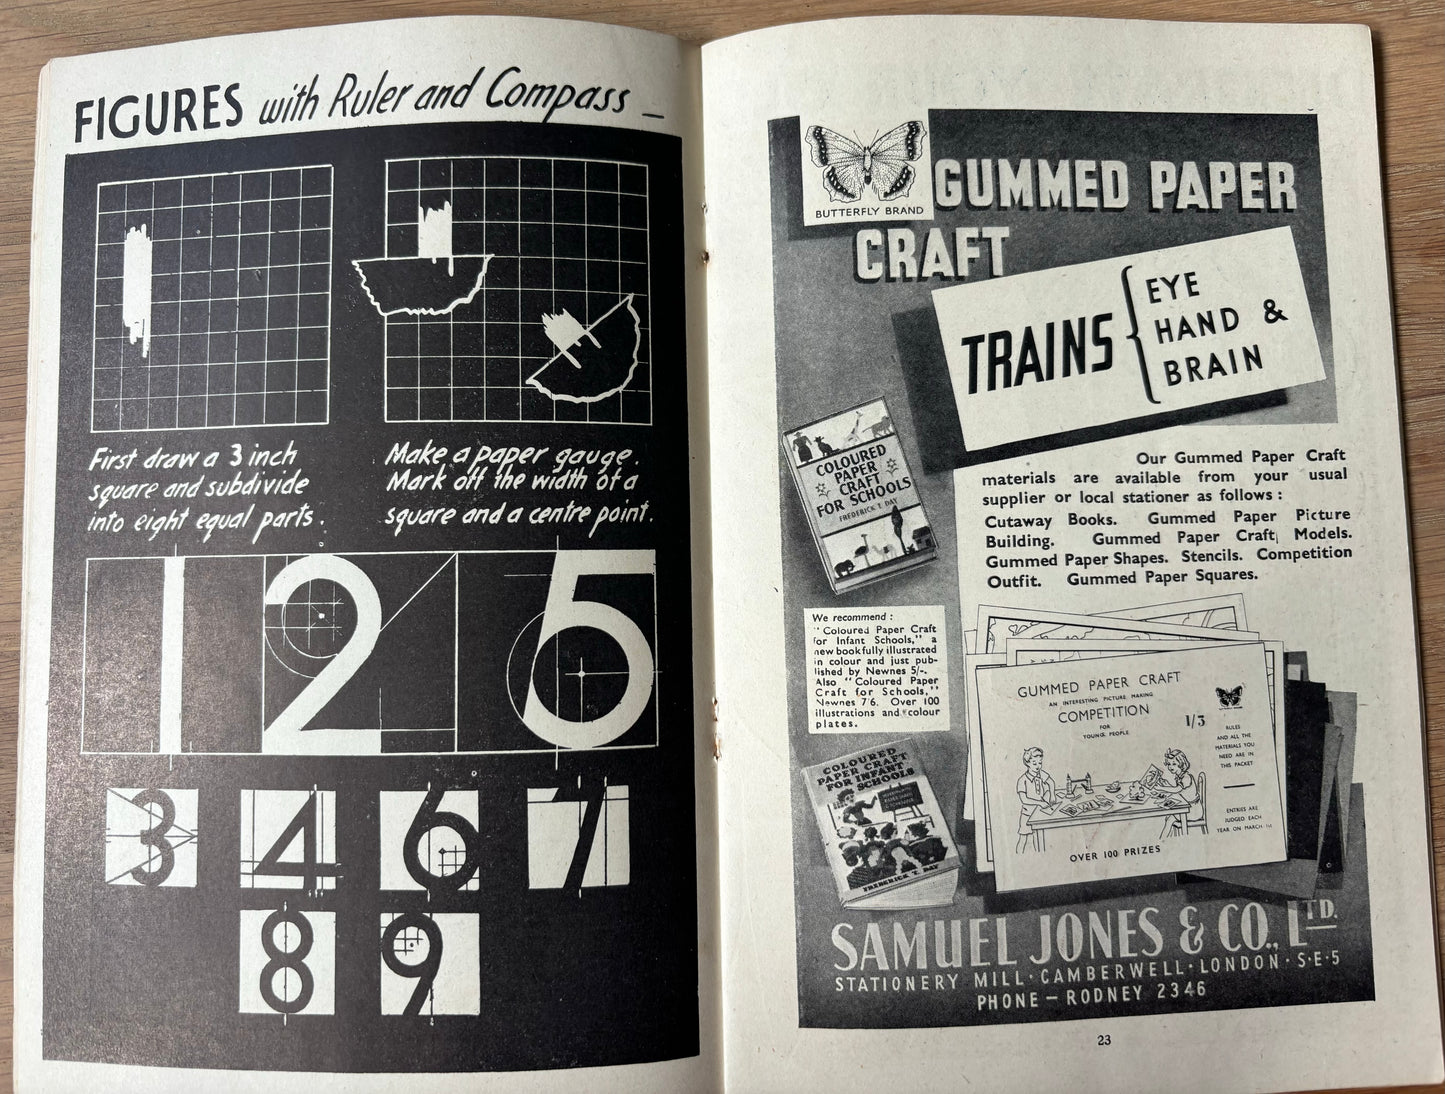 FIGURES with Ruler and Compass _
First draw a 3 inch
square and subdivide
into eight equal parts.
Make a paper gauge.
Mark off the width of a
square and a centre point.
1 2 5
3 4 6 7
8 9
BUTTERFLY BRAND
GUMMED PAPER
CRAFT
TRAINS
EYE
HAND &
BRAIN
COLOURED
PAPER
CRAFT
FOR SCHOOLS
FREDERICK T. DAY
Our Gummed Paper Craft
materials are available from your usual
supplier or local stationer as follows :
Cutaway Books. Gummed Paper Picture
Building. Gummed Paper Craft Models.
Gummed Paper Shapes. Stencils. Competition
Outfit. Gummed Paper Squares.
We recommend :
"Coloured Paper Craft
for Infant Schools," a
new book fully illustrated
in colour and just pub-
lished by Newnes 5/-.
Also "Coloured Paper
Craft for Schools,"
Newnes 7/6. Over 100
illustrations and colour
plates.
COLOURED
PAPER CRAFT
FOR INFANT
SCHOOLS
FREDERICK T. DAY
GUMMED PAPER CRAFT
AN INTERESTING PICTURE MAKING
COMPETITION
FOR
YOUNG PEOPLE
1/3
RULES
AND ALL THE
MATERIALS YOU
NEED ARE IN
THIS PACKET
ENTRIES ARE
JUDGED EACH
YEAR ON MARCH 1st
OVER 100 PRIZES
SAMUEL JONES & CO., LTD.
STATIONERY MILL · CAMBERWELL · LONDON · S·E·5
PHONE – RODNEY 2346
23